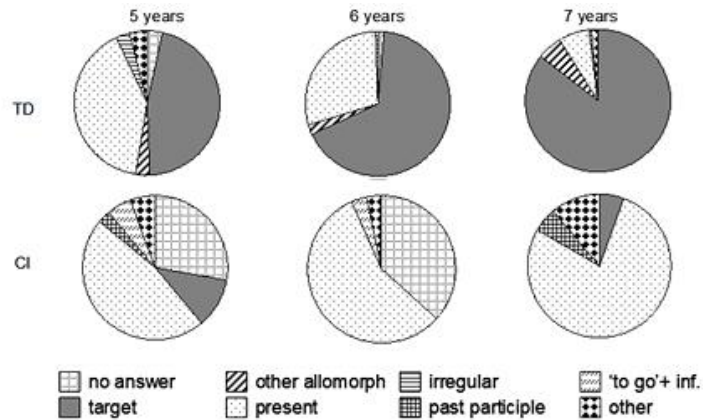 5 years 6 years 7 years
TD
CI
no answer other allomorph irregular 'to go'+ inf.
target present past participle other